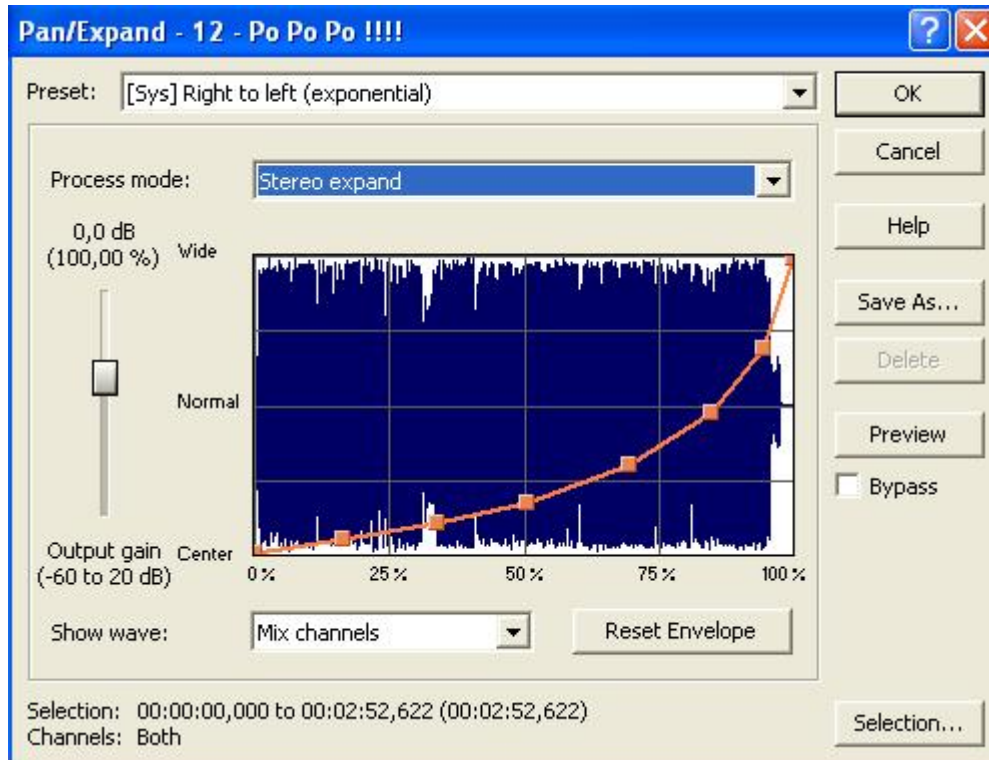 Pan/Expand - 12 - Po Po Po !!!!
Preset: [Sys] Right to left (exponential)
OK
Cancel
Process mode: Stereo expand
Help
0,0 dB
(100,00 %)
Wide
Save As...
Delete
Normal
Preview
Bypass
Output gain
(-60 to 20 dB)
Center
0 % 25 % 50 % 75 % 100 %
Show wave: Mix channels Reset Envelope
Selection: 00:00:00,000 to 00:02:52,622 (00:02:52,622)
Channels: Both
Selection...